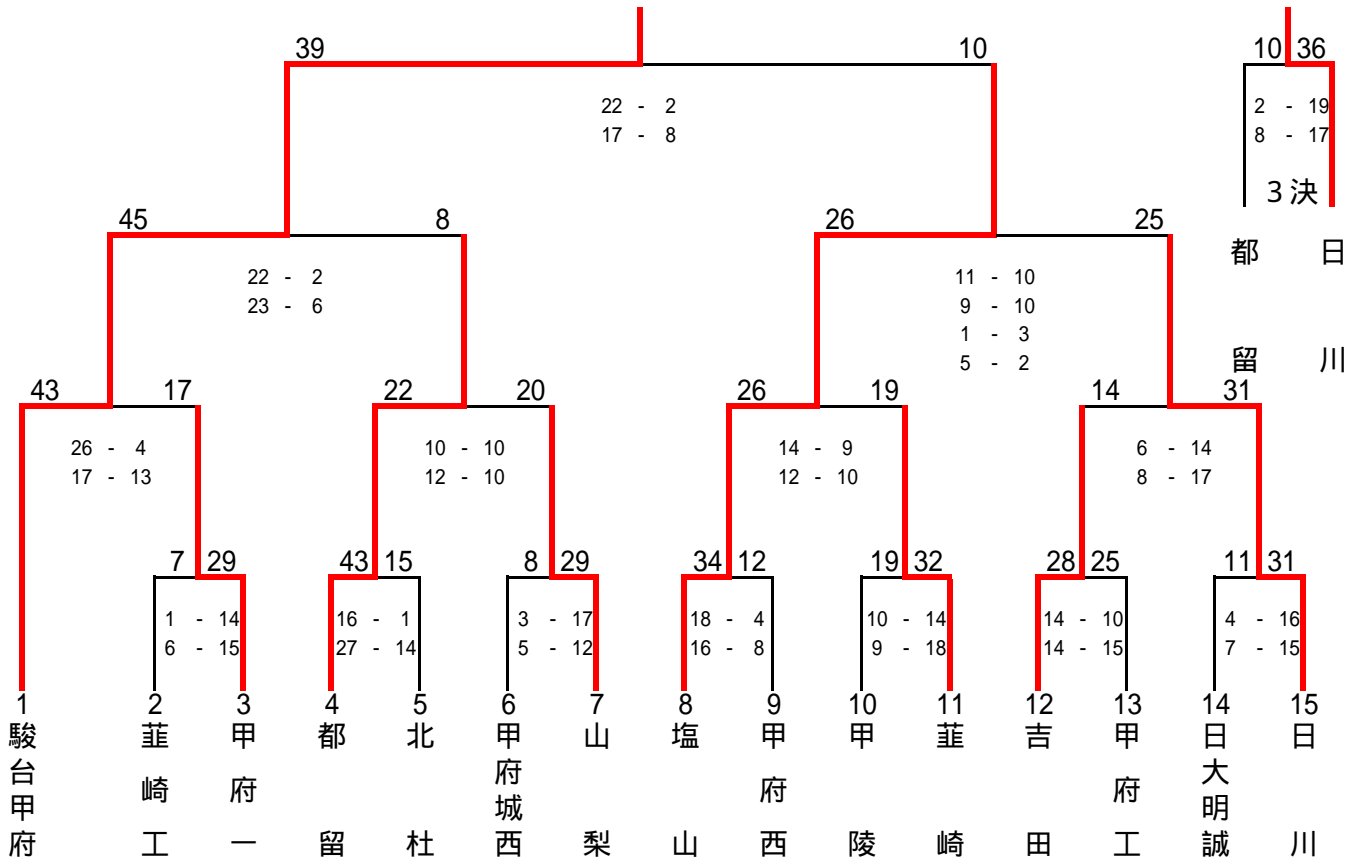 39 10 10 36
22 - 2 2 - 19
17 - 8 8 - 17
3決
45 8 26 25
都留 日川
22 - 2 11 - 10
23 - 6 9 - 10
1 - 3
5 - 2
43 17 22 20 26 19 14 31
26 - 4 10 - 10 14 - 9 6 - 14
17 - 13 12 - 10 12 - 10 8 - 17
7 29 43 15 8 29 34 12 19 32 28 25 11 31
1 - 14 16 - 1 3 - 17 18 - 4 10 - 14 14 - 10 4 - 16
6 - 15 27 - 14 5 - 12 16 - 8 9 - 18 14 - 15 7 - 15
1 2 3 4 5 6 7 8 9 10 11 12 13 14 15
駿台甲府
韮崎工
甲府一
都留
北杜
甲府城西
山梨
塩山
甲府西
甲陵
韮崎
吉田
甲府工
日大明誠
日川